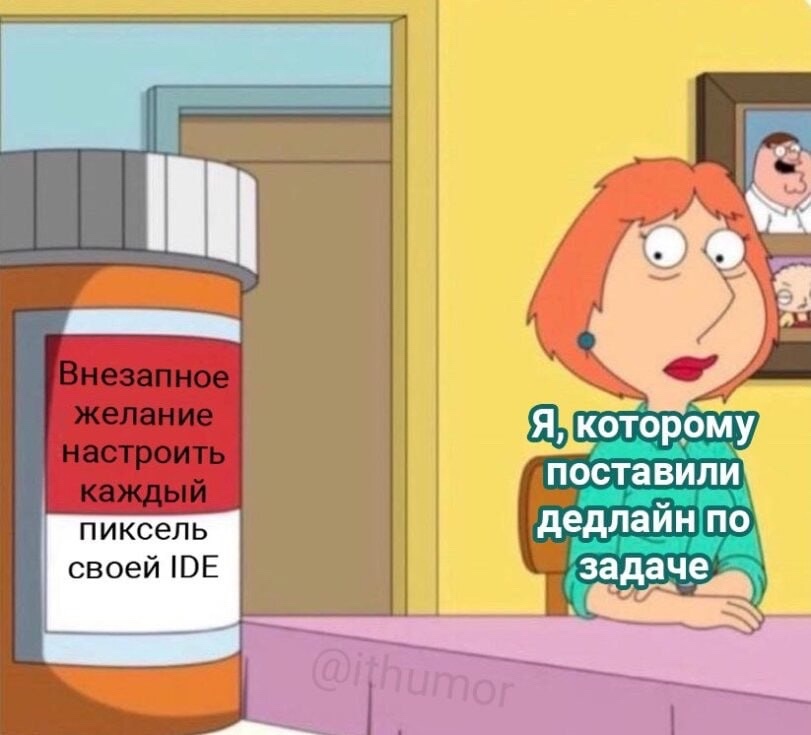 Внезапное
желание
настроить
каждый
пиксель
своей IDE
Я, которому
поставили
дедлайн по
задаче
@ithumor